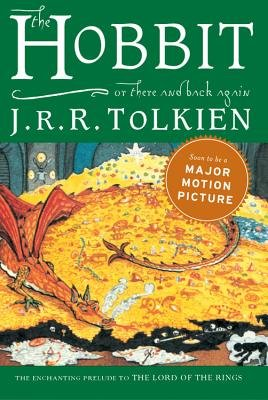 the
HOBBIT
or there and back again
J.R.R. TOLKIEN
Soon to be a
MAJOR
MOTION
PICTURE
THE ENCHANTING PRELUDE TO THE LORD OF THE RINGS